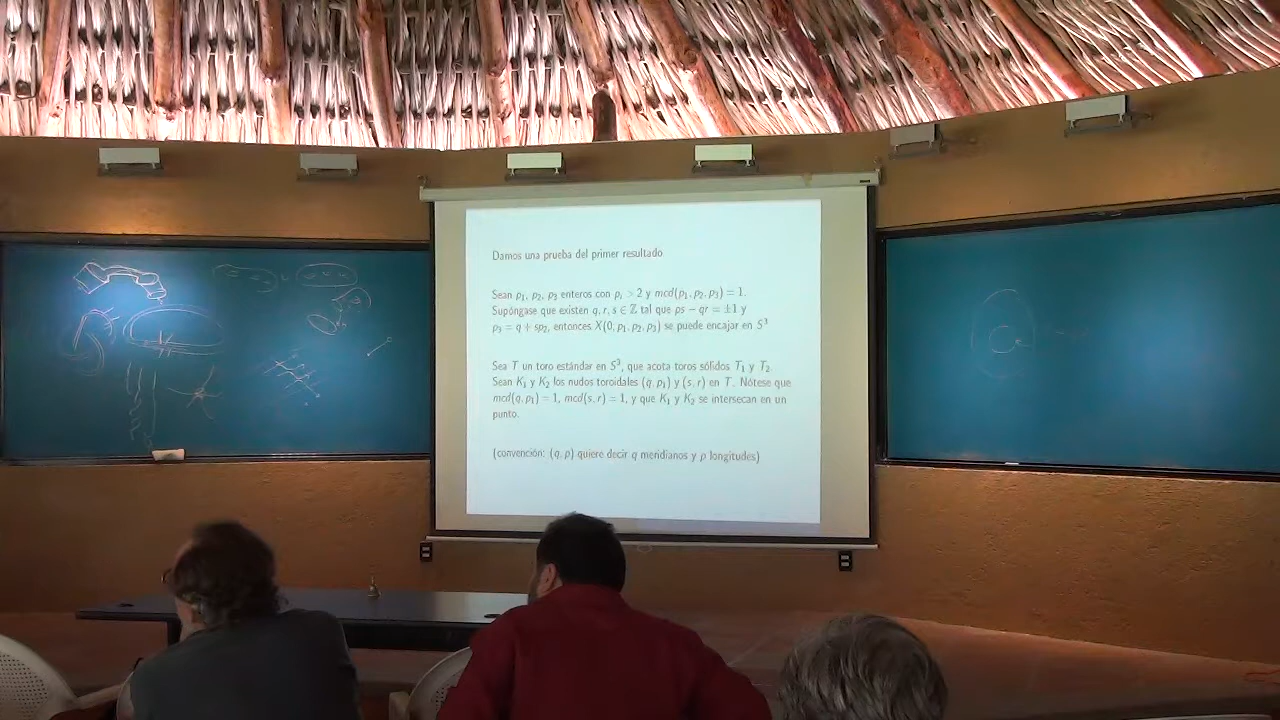 Damos una prueba del primer resultado
Sean p₁, p₂, p₃ enteros con pᵢ > 2 y mcd(p₁, p₂, p₃) = 1.
Supóngase que existen q, r, s ∈ ℤ tal que ps − qr = ±1 y
p₃ = q + sp₂, entonces X(0, p₁, p₂, p₃) se puede encajar en S³
Sea T un toro estándar en S³, que acota toros sólidos T₁ y T₂
Sean K₁ y K₂ los nudos toroidales (q, p₁) y (s, r) en T. Nótese que
mcd(q, p₁) = 1, mcd(s, r) = 1, y que K₁ y K₂ se intersecan en un
punto.
(convención: (q, p) quiere decir q meridianos y p longitudes)